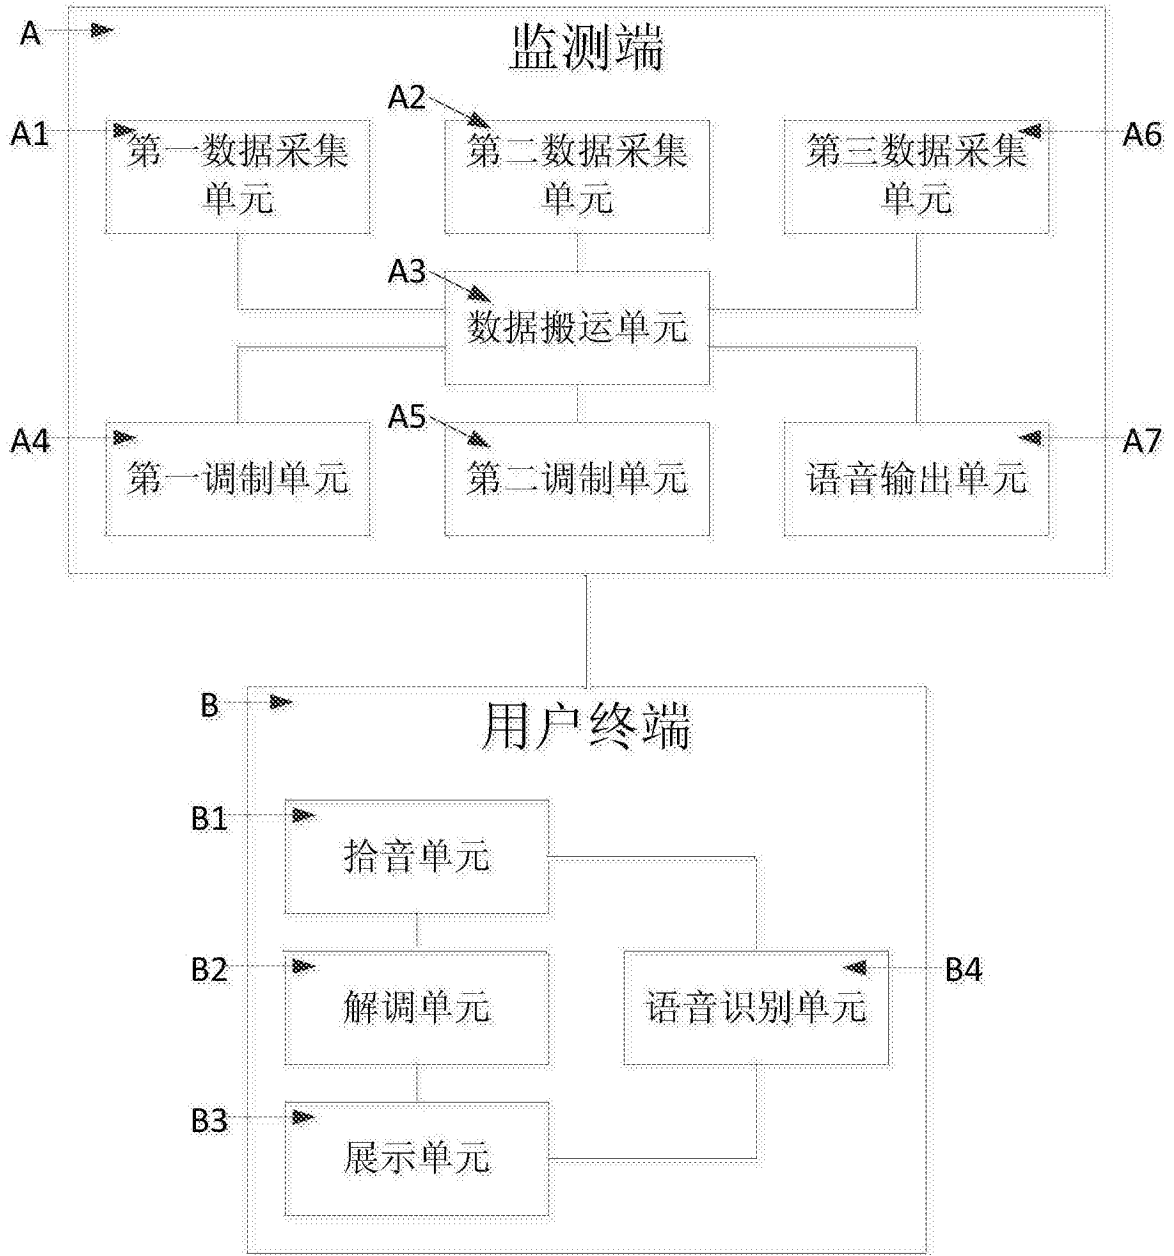 A
监测端
A1
第一数据采集
单元
A2
第二数据采集
单元
A6
第三数据采集
单元
A3
数据搬运单元
A4
第一调制单元
A5
第二调制单元
A7
语音输出单元
B
用户终端
B1
拾音单元
B2
解调单元
B4
语音识别单元
B3
展示单元